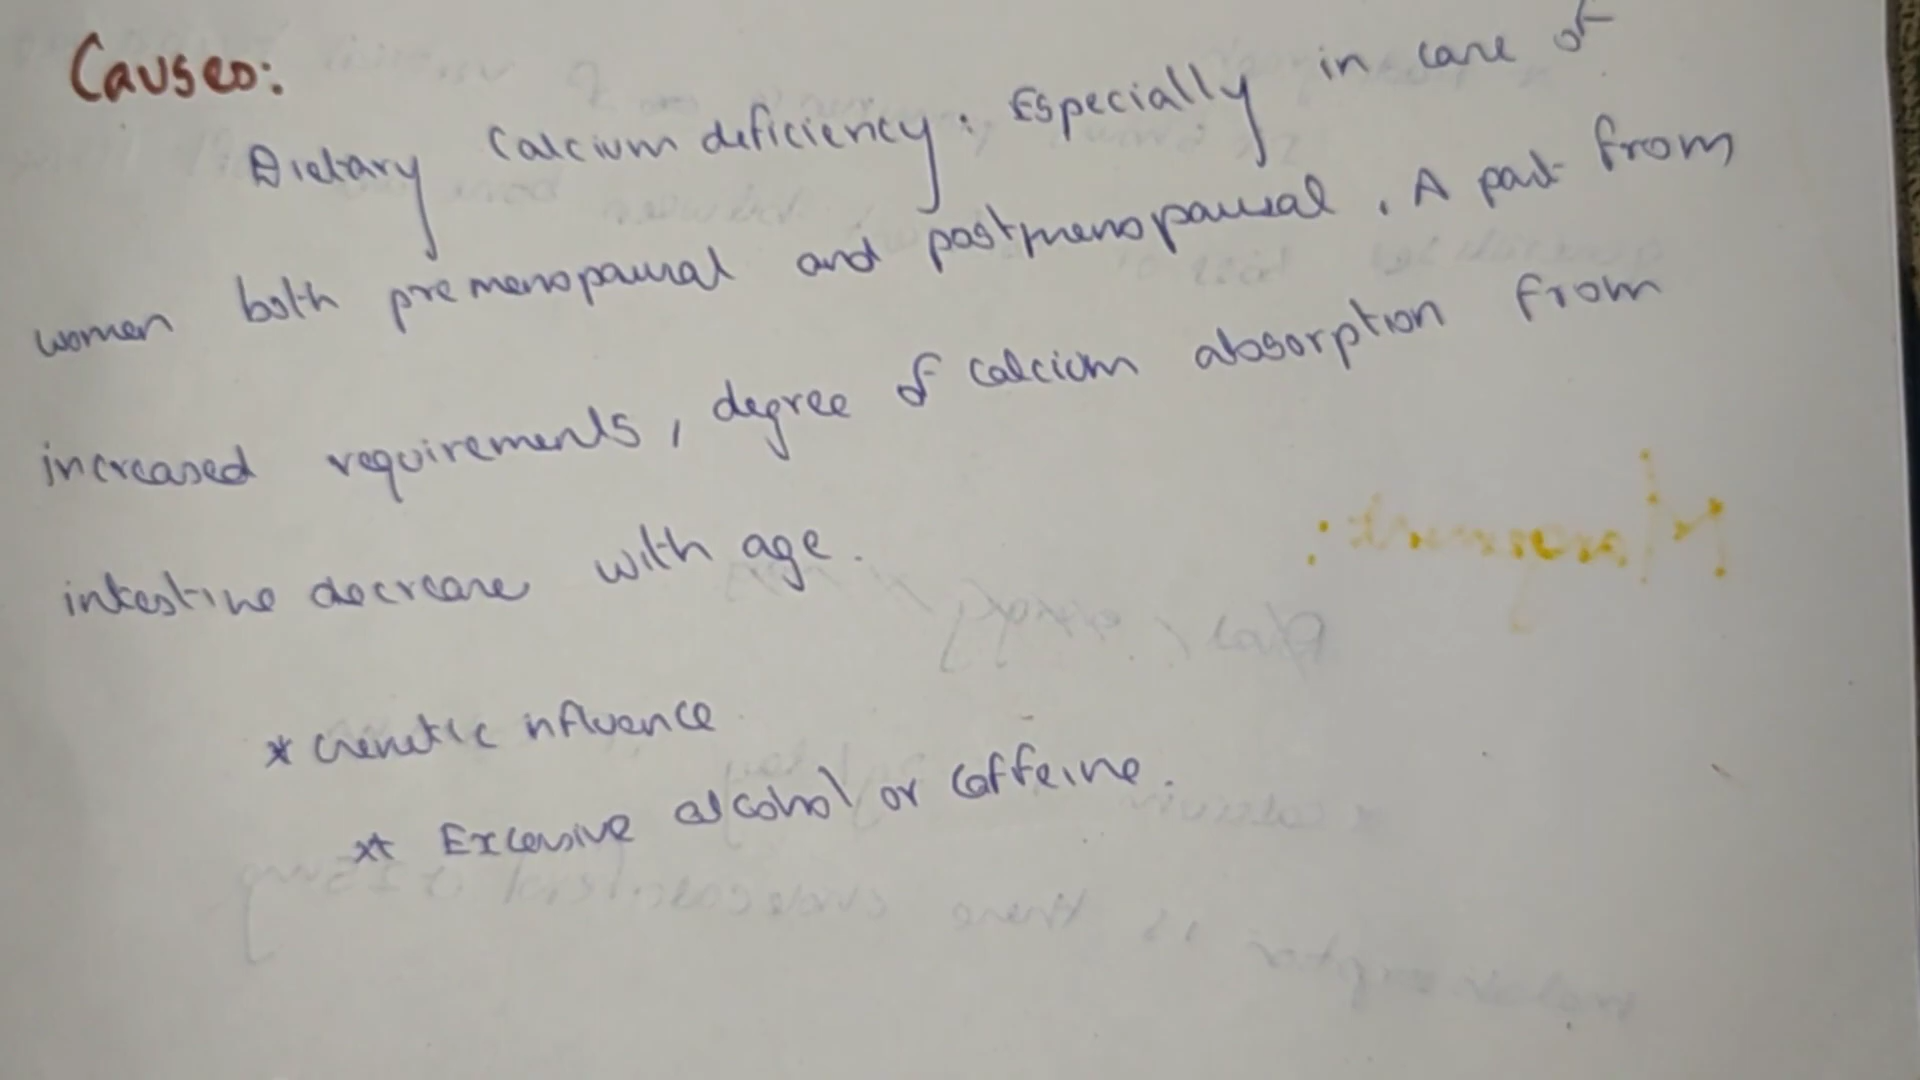 Causes:
Dietary Calcium deficiency. Especially in case of
women both premenopausal and postmenopausal. A part from
increased requirements, degree of calcium absorption from
intestine decrease with age.
* Genetic influence
** Excessive alcohol or caffeine.